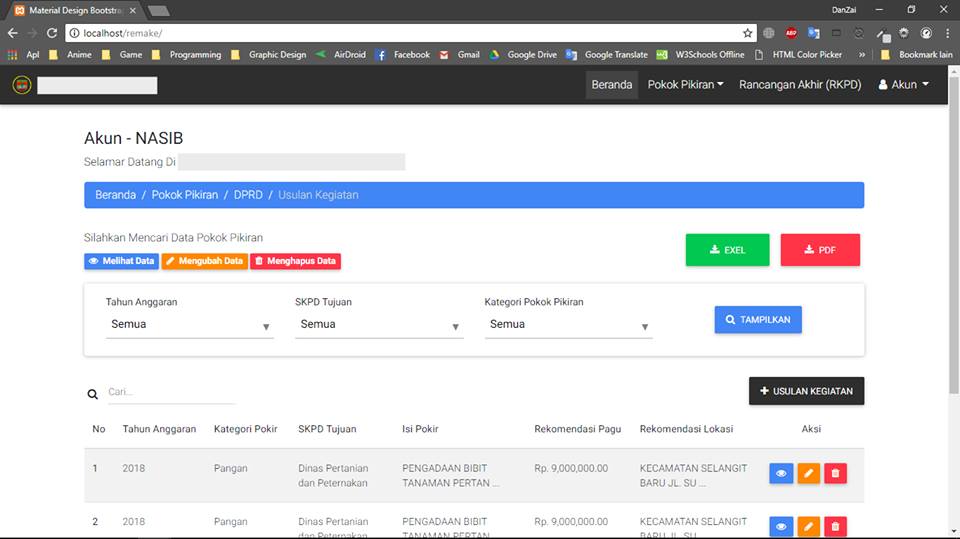 Material Design Bootstra
DanZai
localhost/remake/
Apl Anime Game Programming Graphic Design AirDroid Facebook Gmail Google Drive Google Translate W3Schools Offline HTML Color Picker » Bookmark lain
Beranda Pokok Pikiran Rancangan Akhir (RKPD) Akun
Akun - NASIB
Selamar Datang Di
Beranda / Pokok Pikiran / DPRD / Usulan Kegiatan
Silahkan Mencari Data Pokok Pikiran
Melihat Data Mengubah Data Menghapus Data
EXEL PDF
Tahun Anggaran SKPD Tujuan Kategori Pokok Pikiran
Semua Semua Semua
TAMPILKAN
Cari...
USULAN KEGIATAN
No Tahun Anggaran Kategori Pokir SKPD Tujuan Isi Pokir Rekomendasi Pagu Rekomendasi Lokasi Aksi
1 2018 Pangan Dinas Pertanian PENGADAAN BIBIT Rp. 9,000,000.00 KECAMATAN SELANGIT
dan Peternakan TANAMAN PERTAN ... BARU JL. SU ...
2 2018 Pangan Dinas Pertanian PENGADAAN BIBIT Rp. 9,000,000.00 KECAMATAN SELANGIT
dan Peternakan TANAMAN PERTAN BARU JL. SU